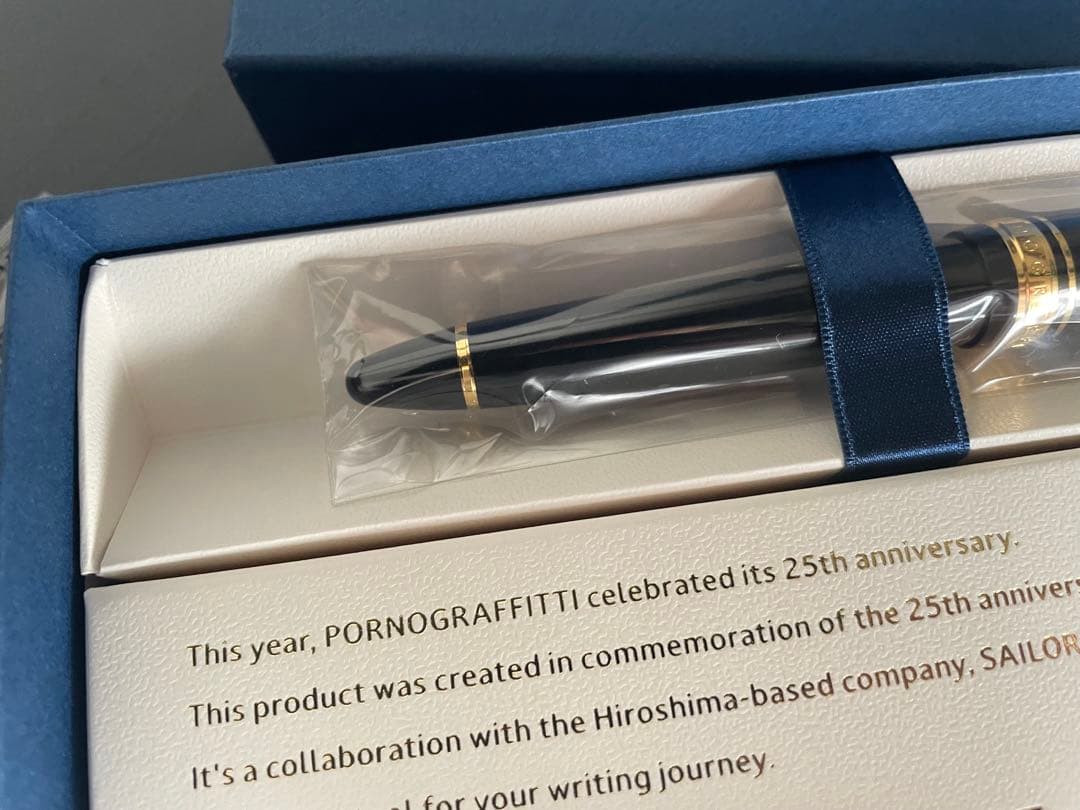 This year, PORNOGRAFFITTI celebrated its 25th anniversary.
This product was created in commemoration of the 25th
It's a collaboration with the Hiroshima-based company, SAILOR
for your writing journey.